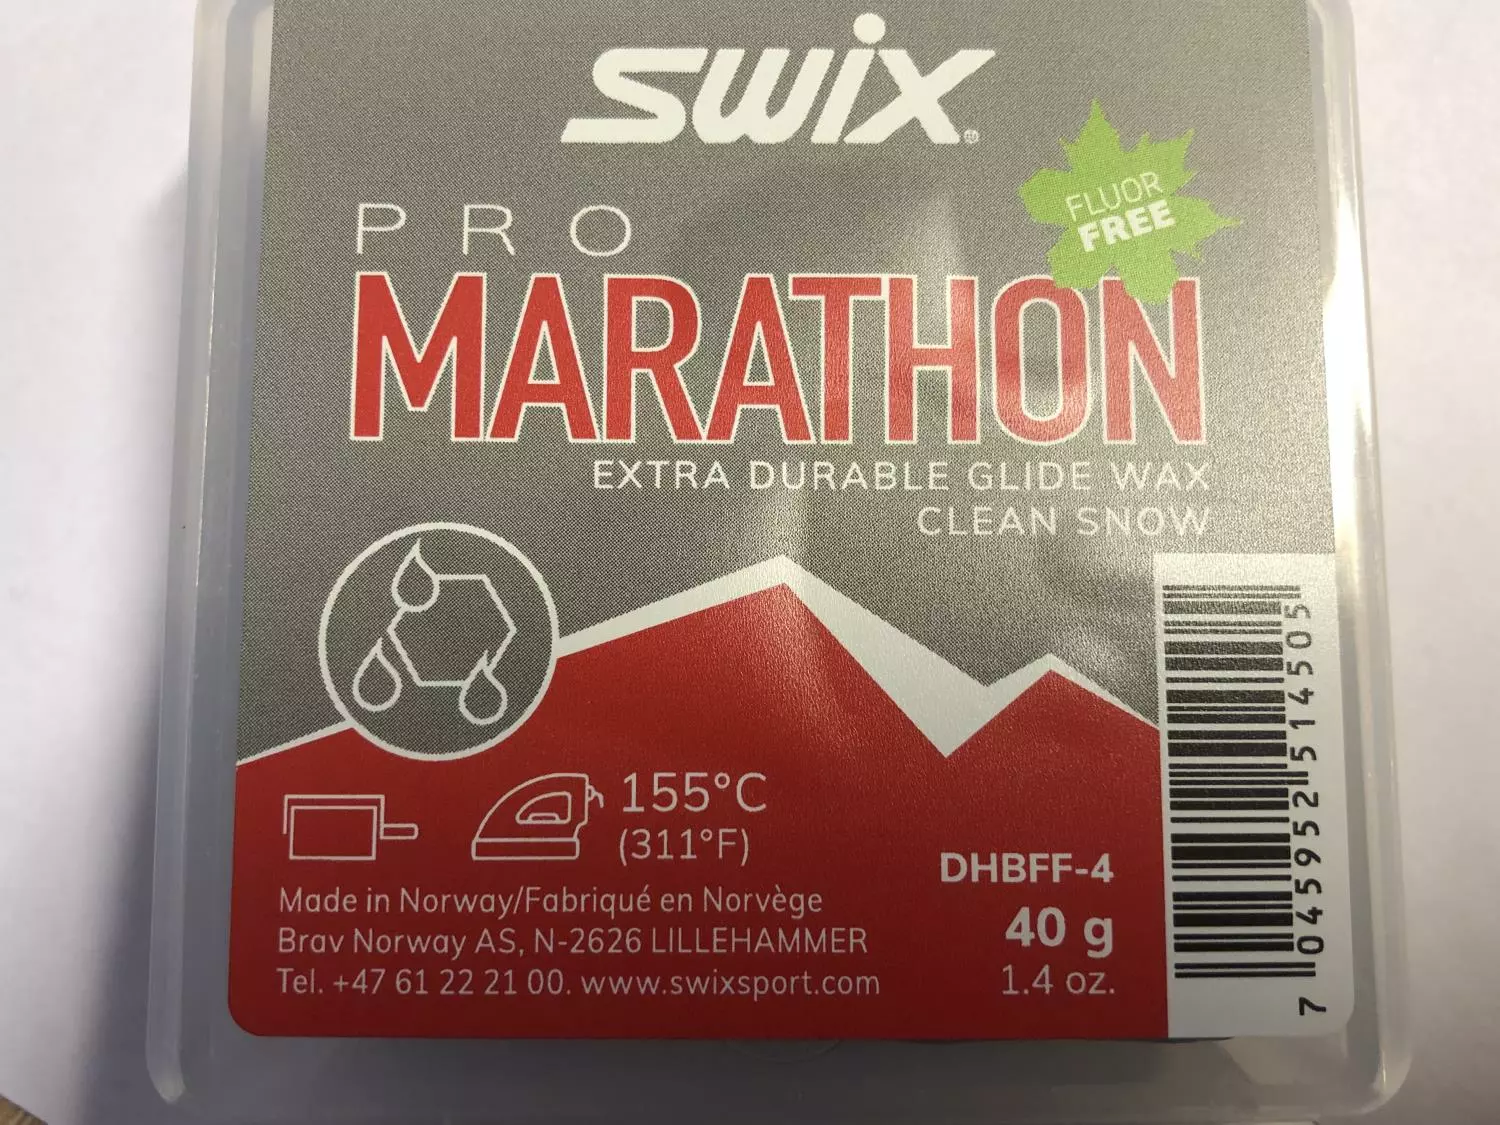 swix
FLUOR
FREE
PRO
MARATHON
EXTRA DURABLE GLIDE WAX
CLEAN SNOW
155°C
(311°F)
Made in Norway/Fabriqué en Norvège
Brav Norway AS, N-2626 LILLEHAMMER
Tel. +47 61 22 21 00. www.swixsport.com
DHBFF-4
40 g
1.4 oz.
7 045952 514505